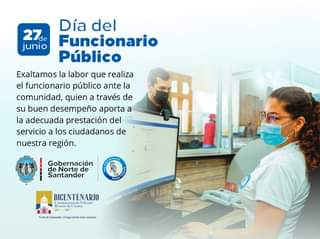 27 de
junio
Día del
Funcionario
Público
Exaltamos la labor que realiza
el funcionario público ante la
comunidad, quien a través de
su buen desempeño aporta a
la adecuada prestación del
servicio a los ciudadanos de
nuestra región.
Gobernación
de Norte de
Santander
BICENTENARIO